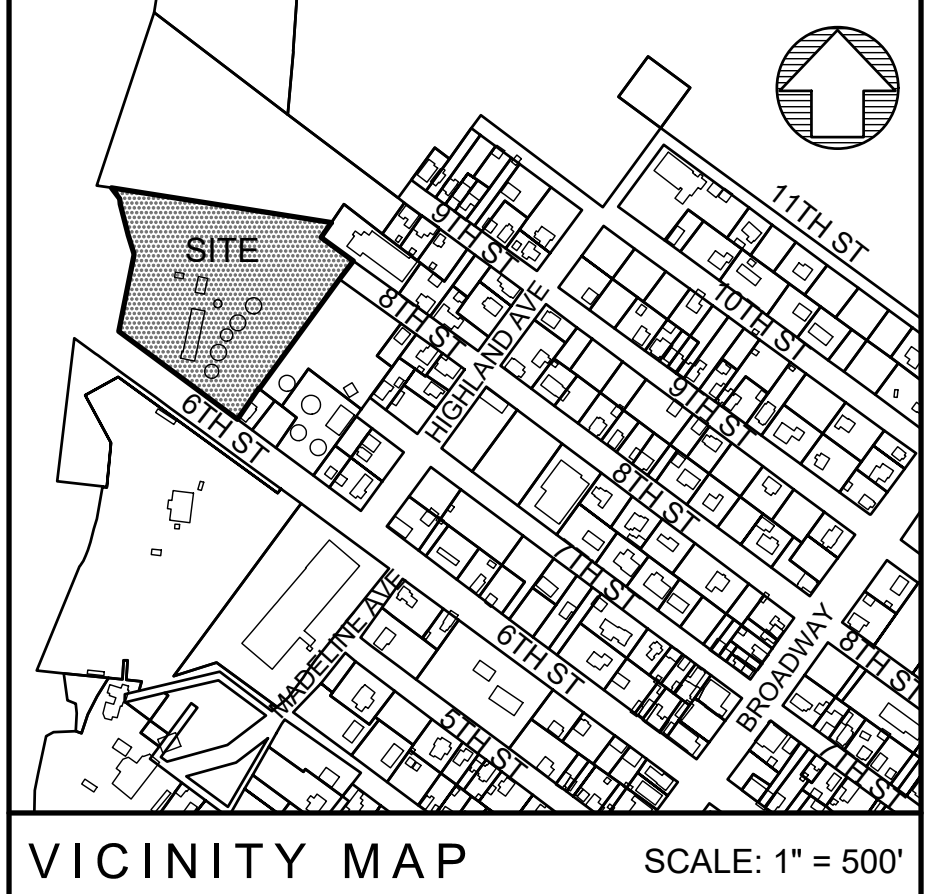 11TH ST
9TH ST
SITE
8TH ST
10TH ST
HIGHLAND AVE
9TH ST
6TH ST
8TH ST
7TH ST
MADELINE AVE
6TH ST
BROADWAY
8TH ST
5TH ST
VICINITY MAP
SCALE: 1" = 500'